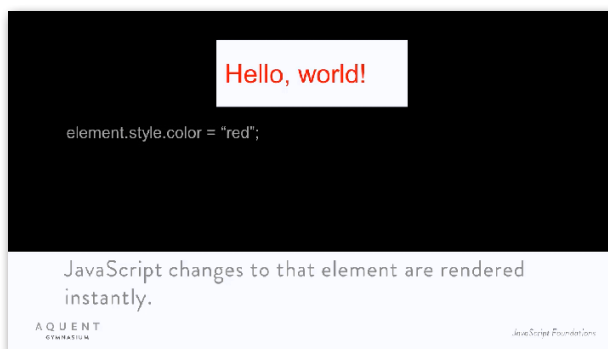 Hello, world!
element.style.color = “red”;
JavaScript changes to that element are rendered
instantly.
AQUENT
GYMNASIUM
JavaScript Foundations